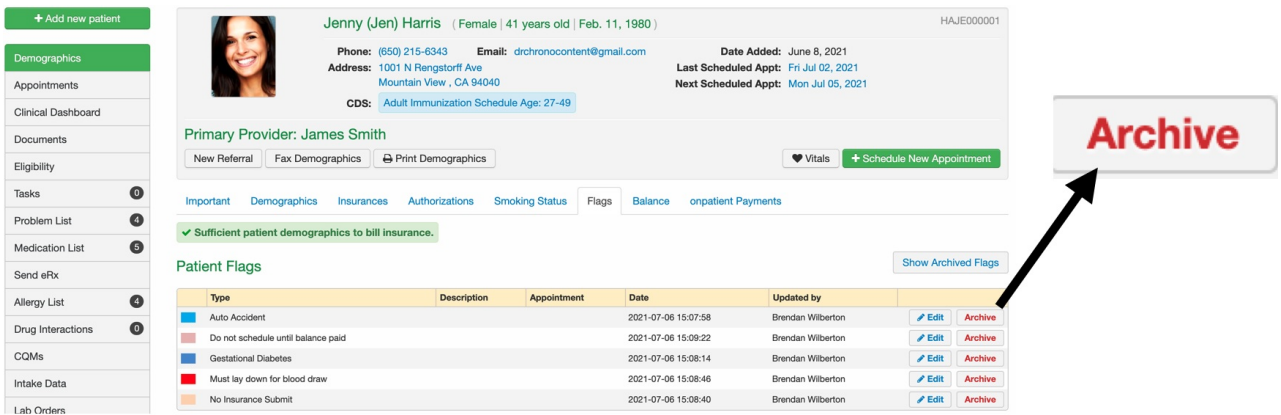 + Add new patient
Demographics
Appointments
Clinical Dashboard
Documents
Eligibility
Tasks 0
Problem List 4
Medication List 5
Send eRx
Allergy List 4
Drug Interactions 0
CQMs
Intake Data
Lab Orders
Jenny (Jen) Harris ( Female | 41 years old | Feb. 11, 1980 )
HAJE000001
Phone: (650) 215-6343 Email: drchronocontent@gmail.com
Address: 1001 N Rengstorff Ave
Mountain View , CA 94040
CDS: Adult Immunization Schedule Age: 27-49
Date Added: June 8, 2021
Last Scheduled Appt: Fri Jul 02, 2021
Next Scheduled Appt: Mon Jul 05, 2021
Primary Provider: James Smith
New Referral Fax Demographics Print Demographics Vitals + Schedule New Appointment
Important Demographics Insurances Authorizations Smoking Status Flags Balance onpatient Payments
Sufficient patient demographics to bill insurance.
Patient Flags
Show Archived Flags
Type Description Appointment Date Updated by
Auto Accident 2021-07-06 15:07:58 Brendan Wilberton Edit Archive
Do not schedule until balance paid 2021-07-06 15:09:22 Brendan Wilberton Edit Archive
Gestational Diabetes 2021-07-06 15:08:14 Brendan Wilberton Edit Archive
Must lay down for blood draw 2021-07-06 15:08:46 Brendan Wilberton Edit Archive
No Insurance Submit 2021-07-06 15:08:40 Brendan Wilberton Edit Archive
Archive